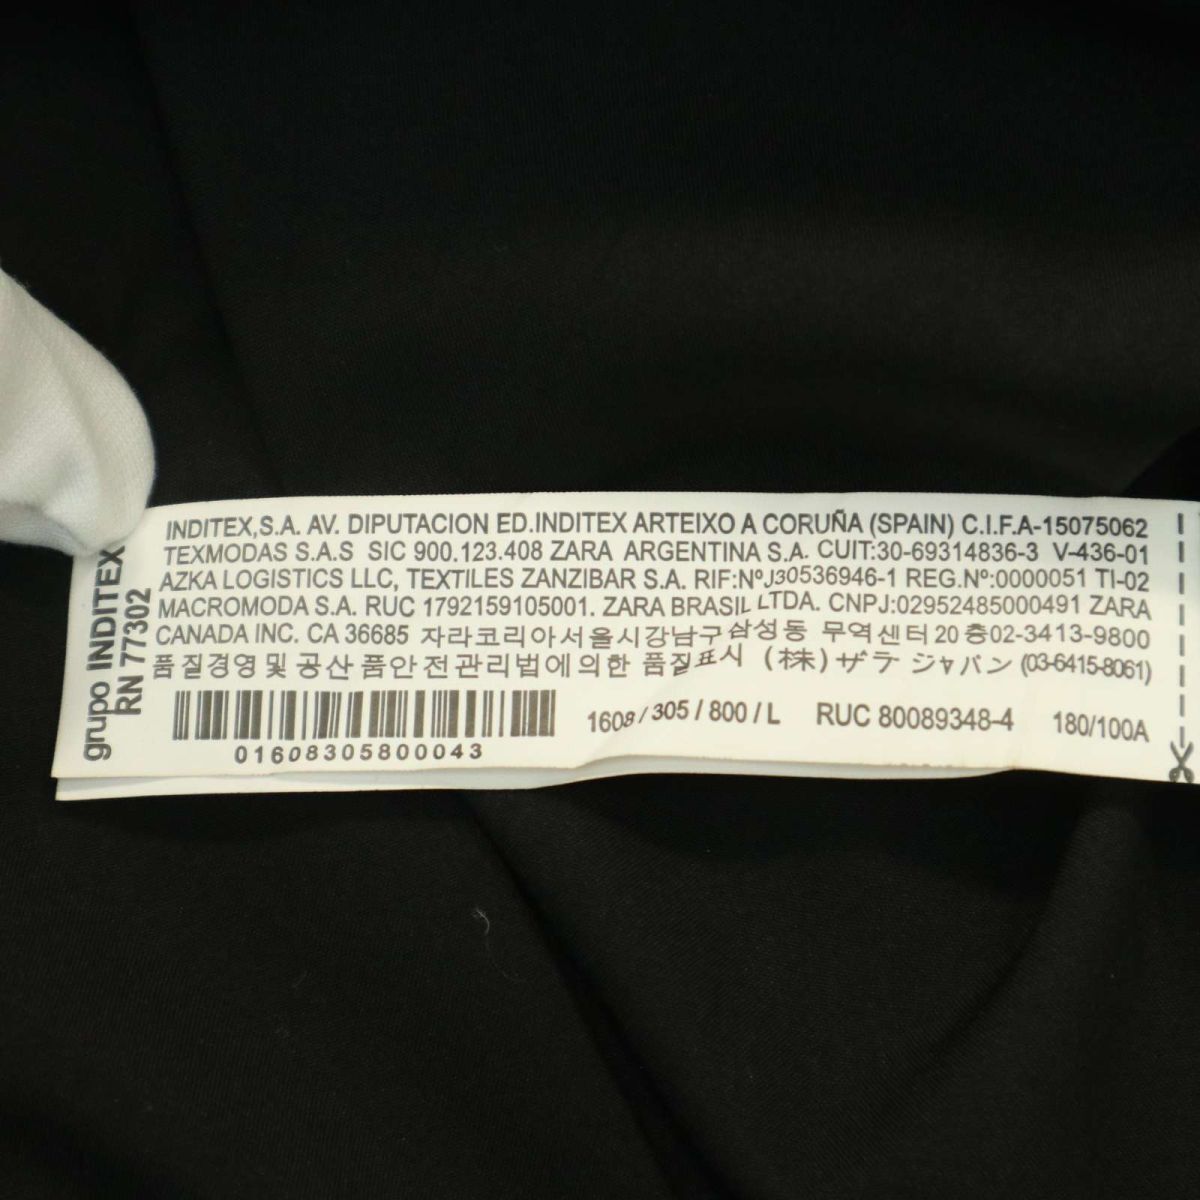 grupo INDITEX
RN 77302
INDITEX,S.A. AV. DIPUTACION ED.INDITEX ARTEIXO A CORUÑA (SPAIN) C.I.F.A-15075062
TEXMODAS S.A.S SIC 900.123.408 ZARA ARGENTINA S.A. CUIT:30-69314836-3 V-436-01
AZKA LOGISTICS LLC, TEXTILES ZANZIBAR S.A. RIF:NºJ30536946-1 REG.Nº:0000051 TI-02
MACROMODA S.A. RUC 1792159105001. ZARA BRASIL LTDA. CNPJ:02952485000491 ZARA
CANADA INC. CA 36685 자라코리아서울시강남구삼성동 무역센터20층02-3413-9800
품질경영및 공산품안전관리법에의한 품질표시 (株)ザラ ジャパン (03-6415-8061)
01608305800043
1608/305/800/L RUC 80089348-4 180/100A